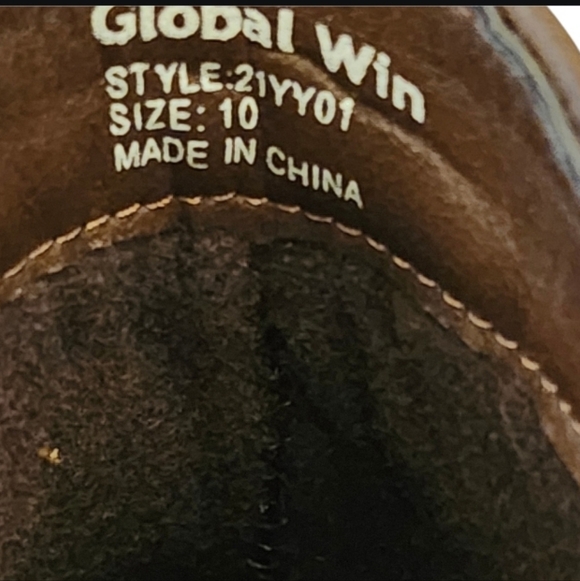 Global Win
STYLE:21YY01
SIZE: 10
MADE IN CHINA